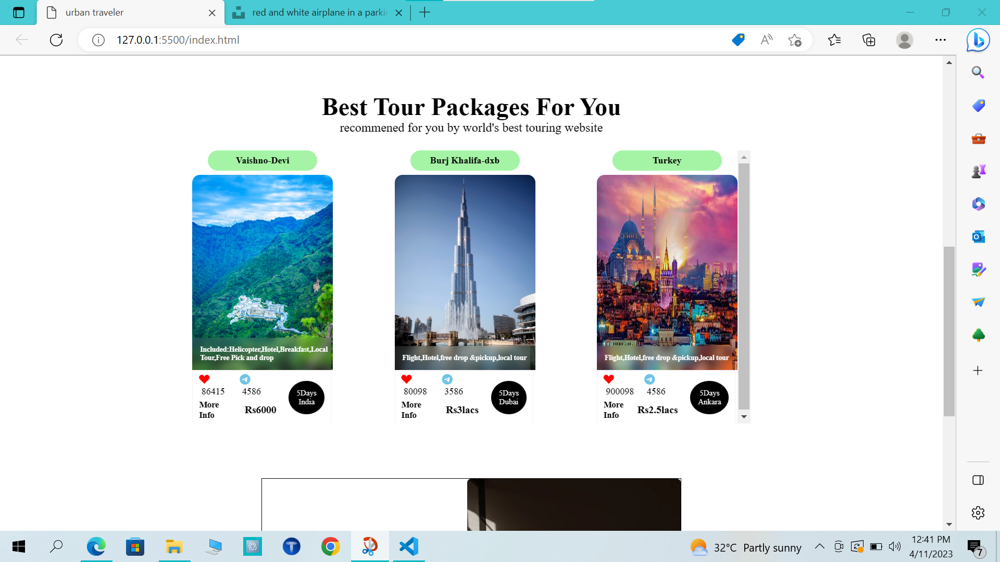 urban traveler
red and white airplane in a parki
127.0.0.1:5500/index.html
Best Tour Packages For You
recommened for you by world's best touring website
Vaishno-Devi
Burj Khalifa-dxb
Turkey
Included:Helicopter,Hotel,Breakfast,Local
Tour,Free Pick and drop
Flight,Hotel,free drop &pickup,local tour
Flight,Hotel,free drop &pickup,local tour
86415 4586
More
Info
Rs6000
5Days
India
80098 3586
More
Info
Rs3lacs
5Days
Dubai
900098 4586
More
Info
Rs2.5lacs
5Days
Ankara
32°C Partly sunny
12:41 PM
4/11/2023
7